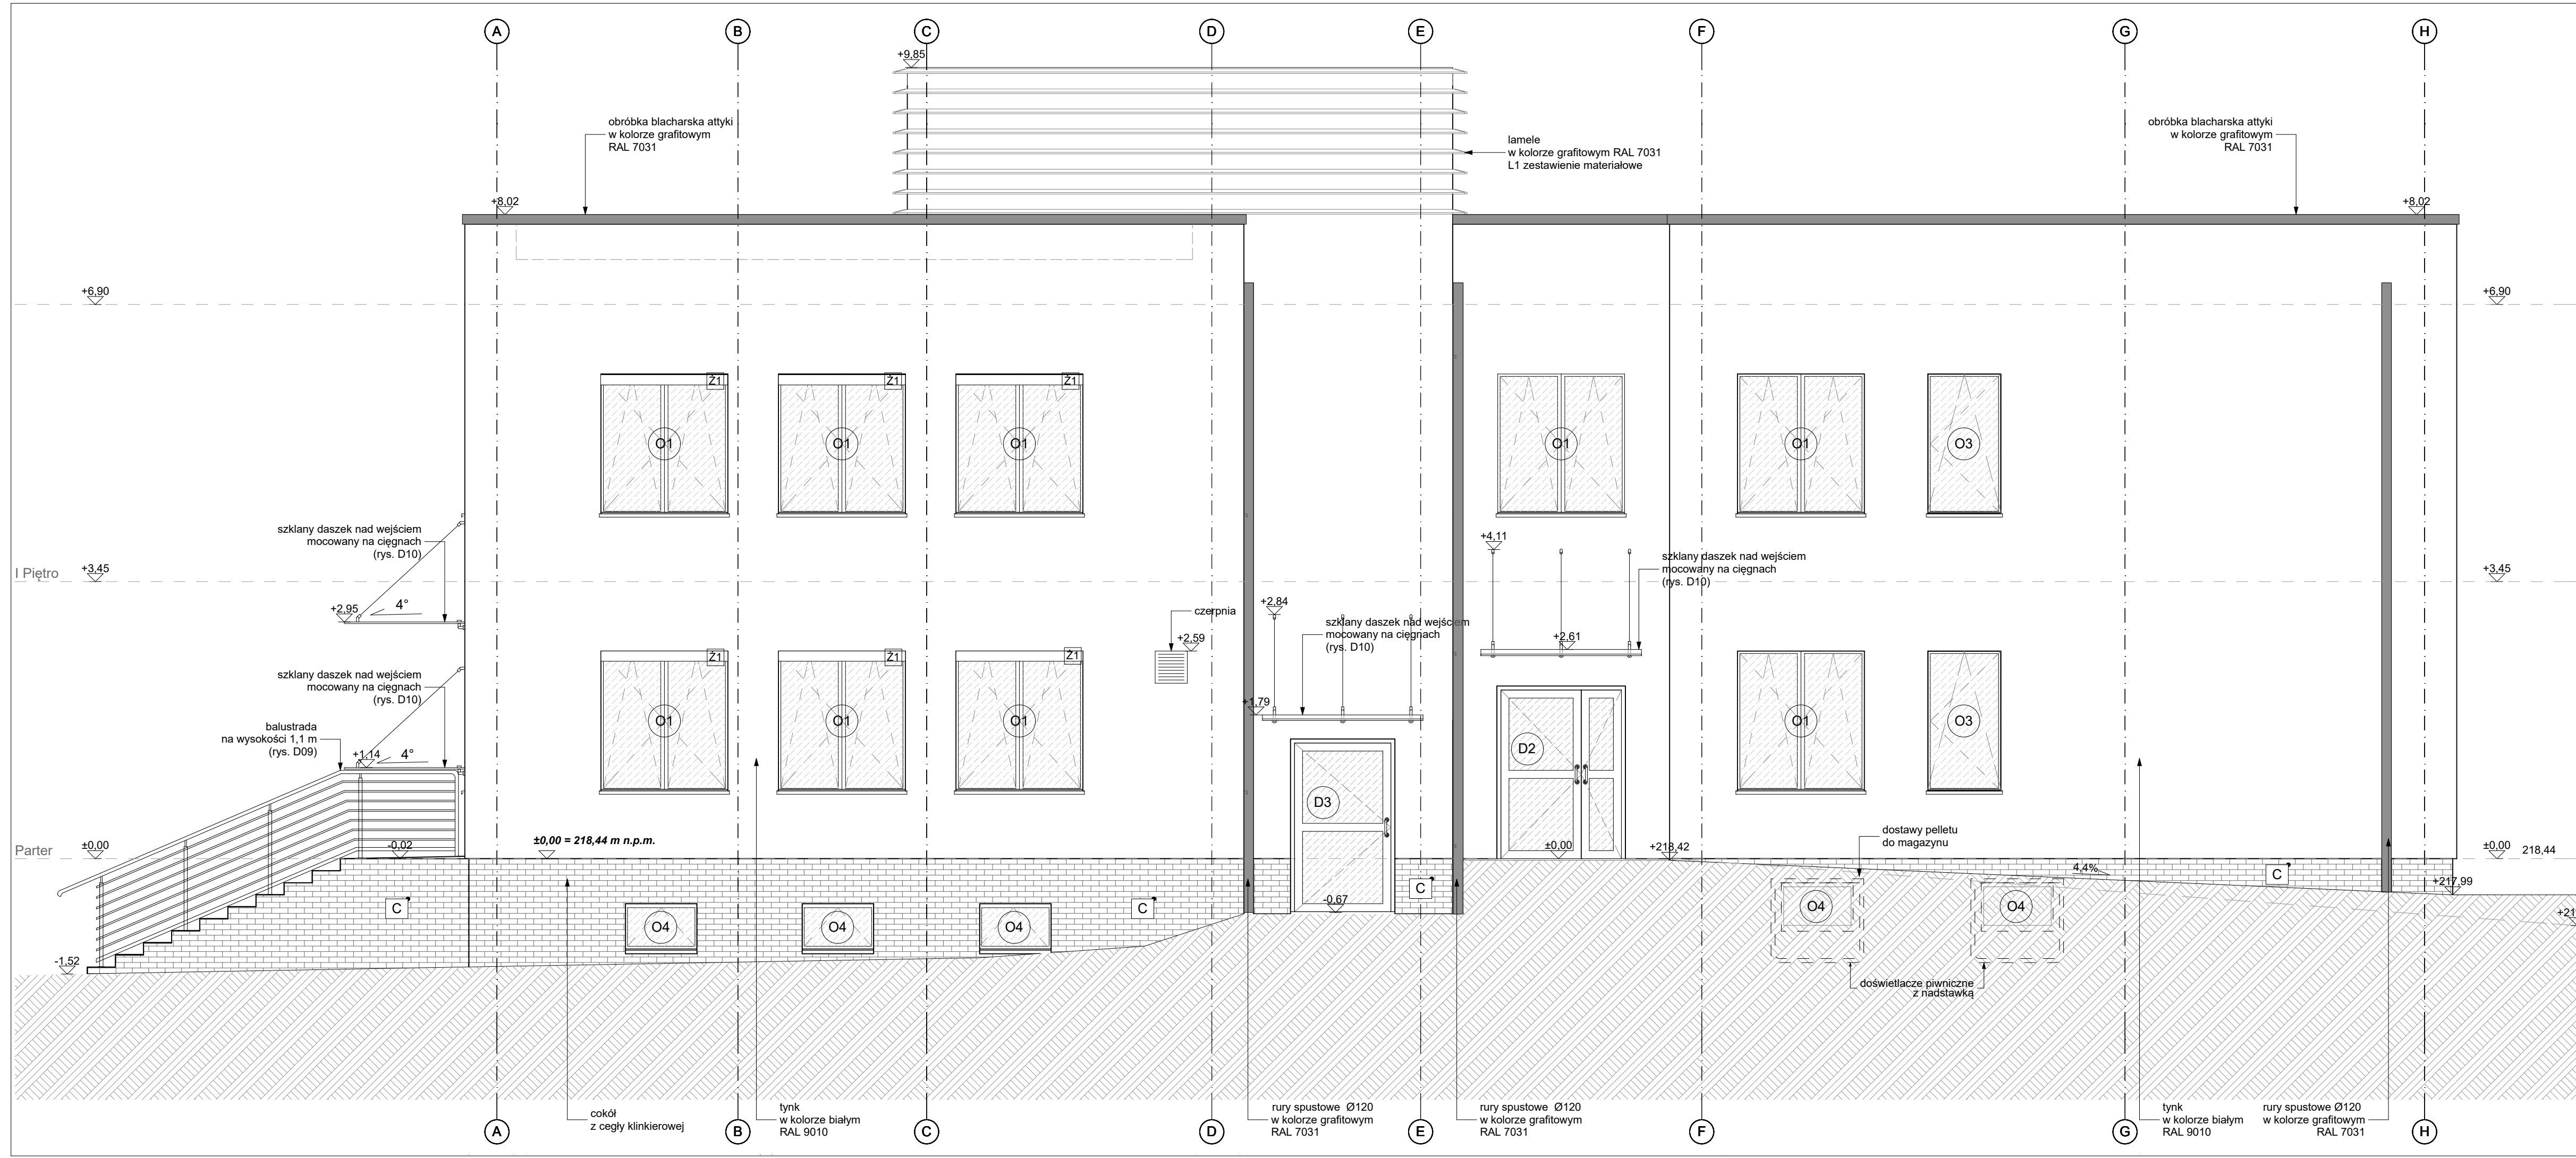 A
B
C
D
E
F
G
H
+9,85
obróbka blacharska attyki
w kolorze grafitowym
RAL 7031
lamele
w kolorze grafitowym RAL 7031
L1 zestawienie materiałowe
obróbka blacharska attyki
w kolorze grafitowym
RAL 7031
+8,02
+8,02
+6,90
+6,90
Ż1
Ż1
Ż1
O1
O1
O1
O1
O1
O3
szklany daszek nad wejściem
mocowany na cięgnach
(rys. D10)
+4,11
szklany daszek nad wejściem
mocowany na cięgnach
(rys. D10)
I Piętro
+3,45
+3,45
+2,95
4°
czerpnia
+2,59
+2,84
szklany daszek nad wejściem
mocowany na cięgnach
(rys. D10)
+2,61
Ż1
Ż1
Ż1
szklany daszek nad wejściem
mocowany na cięgnach
(rys. D10)
+1,79
O1
O1
O1
O1
O3
balustrada
na wysokości 1,1 m
(rys. D09)
+1,14
4°
D2
D3
Parter
±0,00
-0,02
±0,00 = 218,44 m n.p.m.
±0,00
+218,42
dostawy pelletu
do magazynu
4,4%
±0,00
218,44
C
C
C
C
-0,67
+217,99
O4
O4
O4
O4
O4
+21
-1,52
doświetlacze piwniczne
z nadstawką
cokół
z cegły klinkierowej
tynk
w kolorze białym
RAL 9010
rury spustowe Ø120
w kolorze grafitowym
RAL 7031
rury spustowe Ø120
w kolorze grafitowym
RAL 7031
tynk
w kolorze białym
RAL 9010
rury spustowe Ø120
w kolorze grafitowym
RAL 7031
A
B
C
D
E
F
G
H